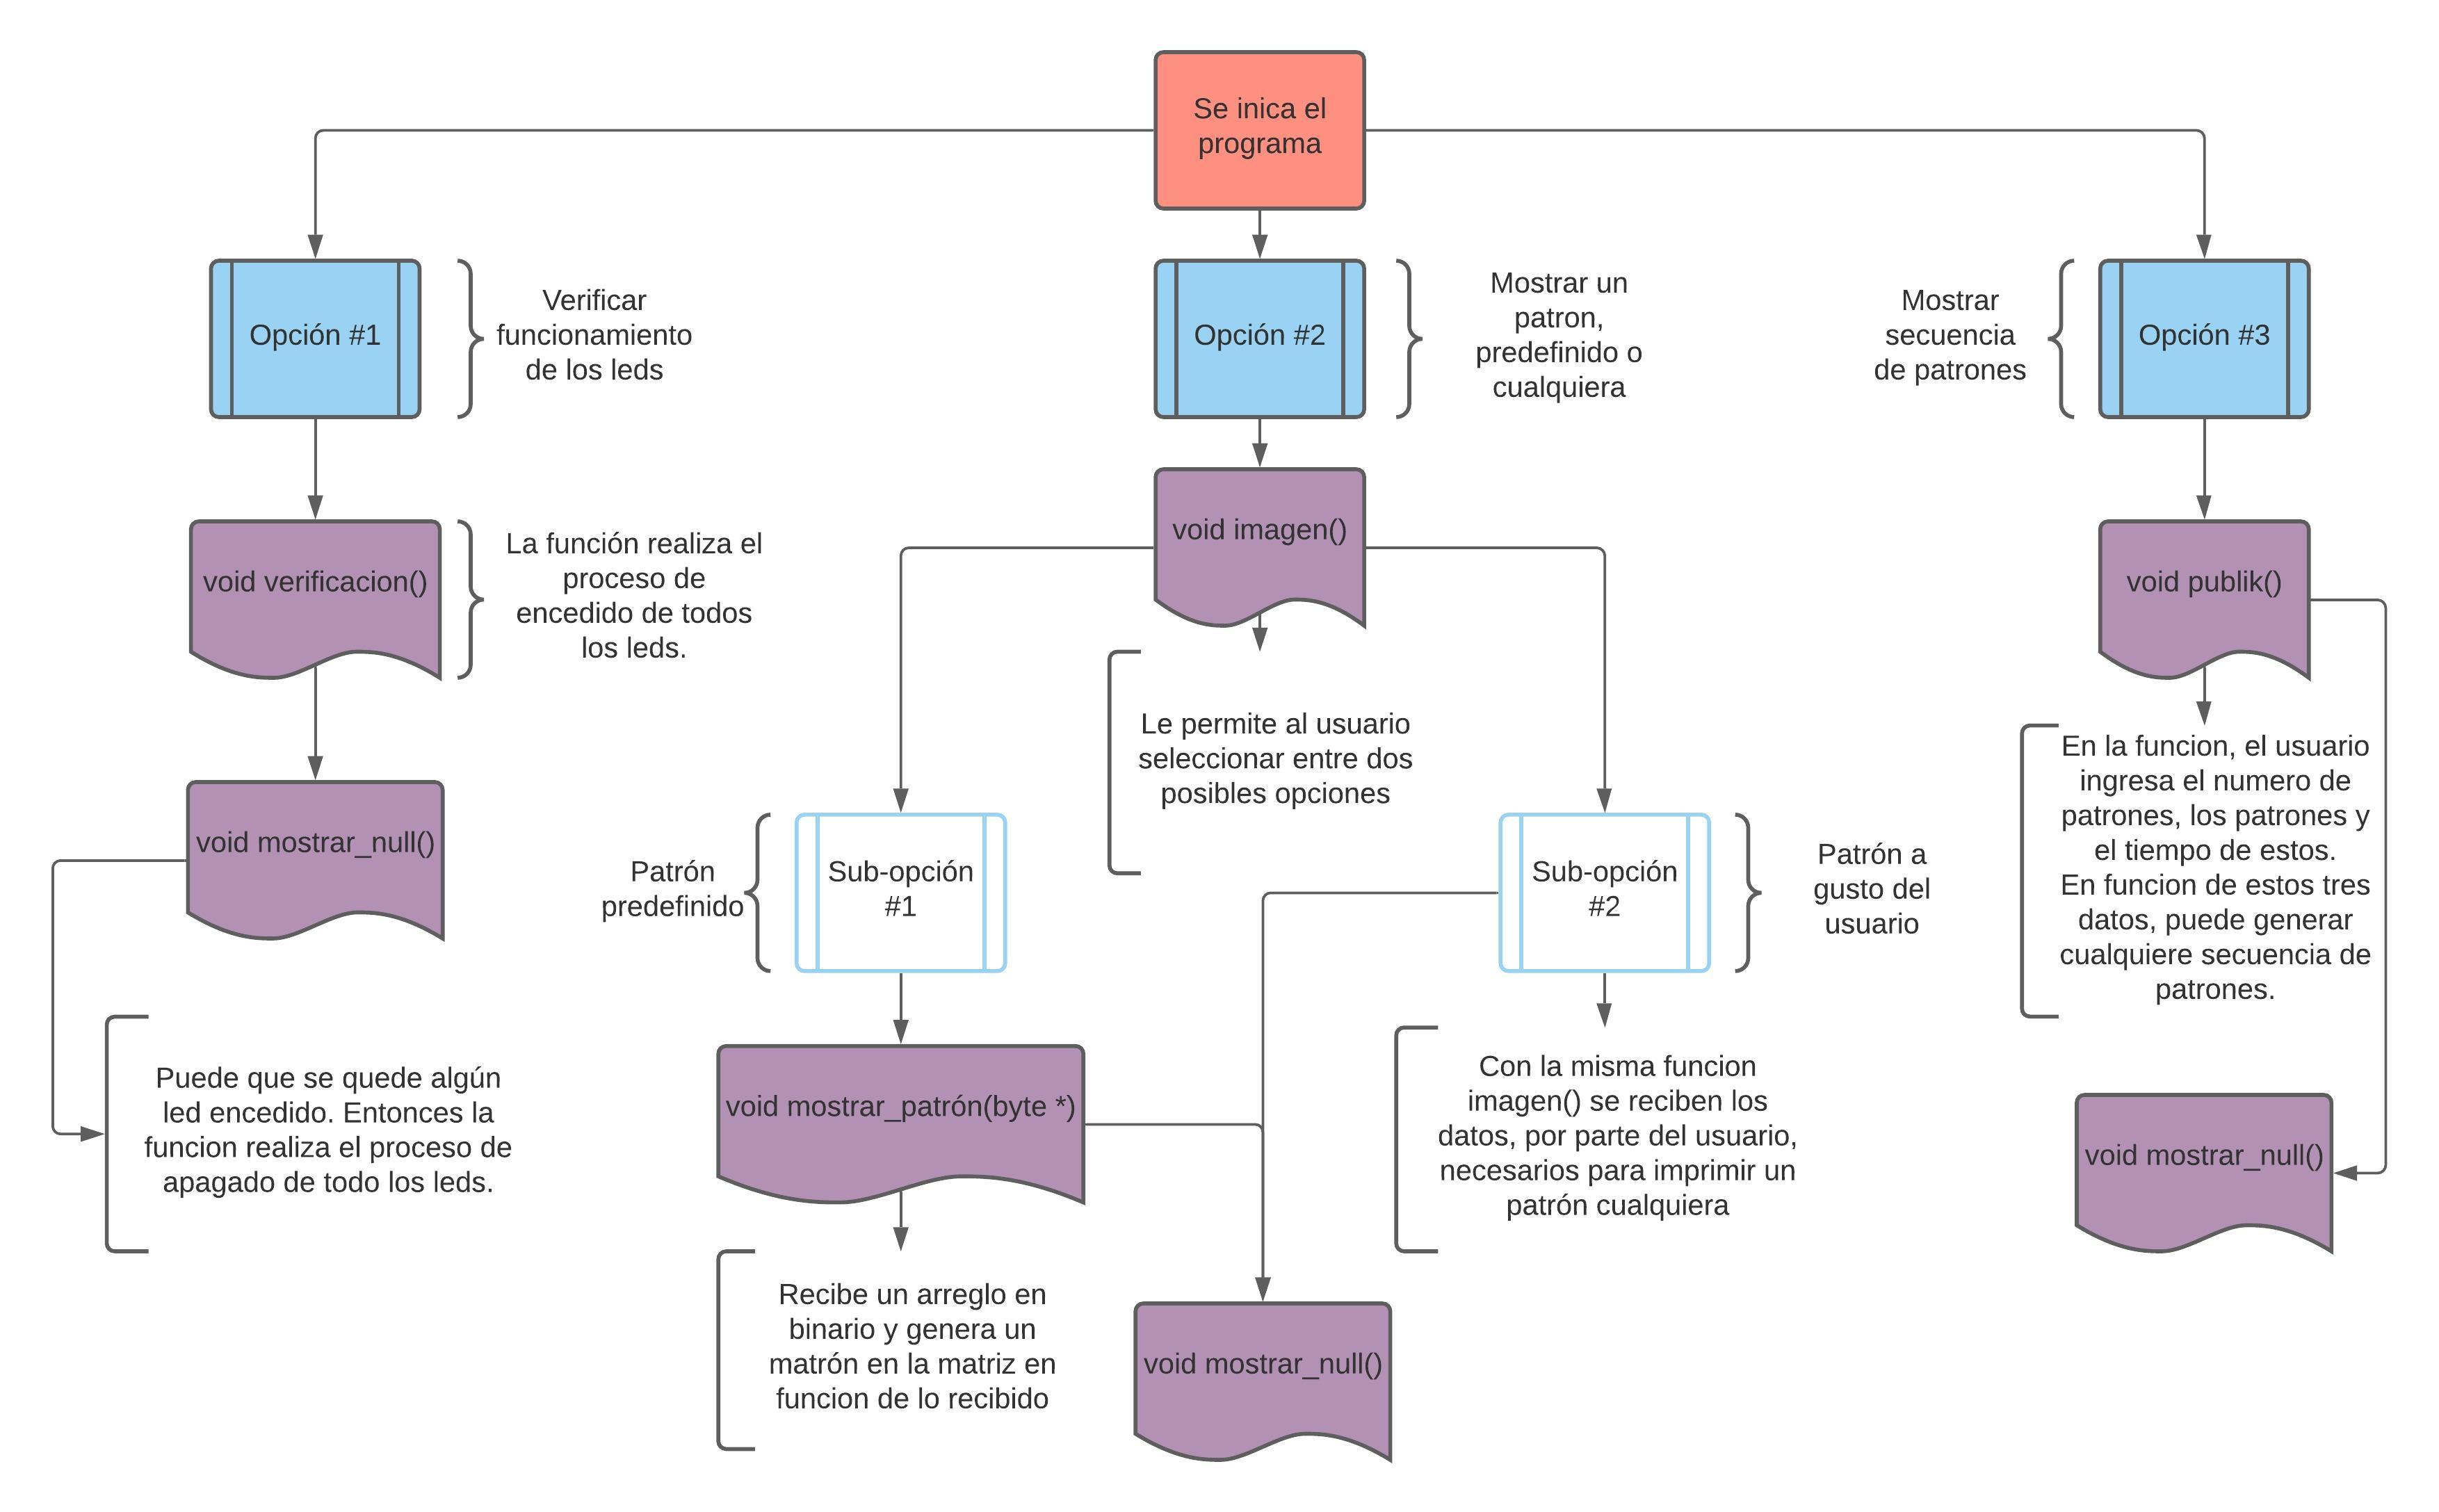 Se inica el
programa
Opción #1
Verificar
funcionamiento
de los leds
Opción #2
Mostrar un
patron,
predefinido o
cualquiera
Mostrar
secuencia
de patrones
Opción #3
void verificacion()
La función realiza el
proceso de
encedido de todos
los leds.
void imagen()
void publik()
Le permite al usuario
seleccionar entre dos
posibles opciones
En la funcion, el usuario
ingresa el numero de
patrones, los patrones y
el tiempo de estos.
En funcion de estos tres
datos, puede generar
cualquiere secuencia de
patrones.
void mostrar_null()
Patrón
predefinido
Sub-opción
#1
Sub-opción
#2
Patrón a
gusto del
usuario
Puede que se quede algún
led encedido. Entonces la
funcion realiza el proceso de
apagado de todo los leds.
void mostrar_patrón(byte *)
Con la misma funcion
imagen() se reciben los
datos, por parte del usuario,
necesarios para imprimir un
patrón cualquiera
void mostrar_null()
Recibe un arreglo en
binario y genera un
matrón en la matriz en
funcion de lo recibido
void mostrar_null()